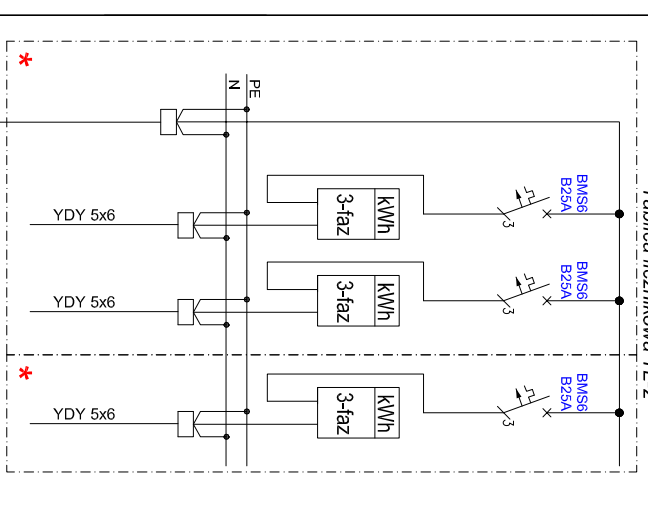 *
N
PE
BMS6
B25A
3
kWh
3-faz
YDY 5x6
BMS6
B25A
3
kWh
3-faz
YDY 5x6
*
BMS6
B25A
3
kWh
3-faz
YDY 5x6